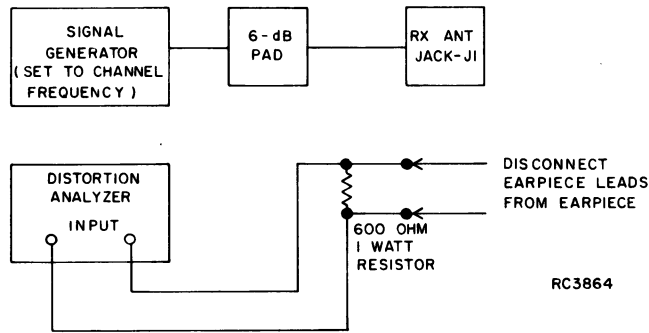 SIGNAL
GENERATOR
(SET TO CHANNEL
FREQUENCY)
6-dB
PAD
RX ANT
JACK-J1
DISTORTION
ANALYZER
INPUT
600 OHM
1 WATT
RESISTOR
DISCONNECT
EARPIECE LEADS
FROM EARPIECE
RC3864